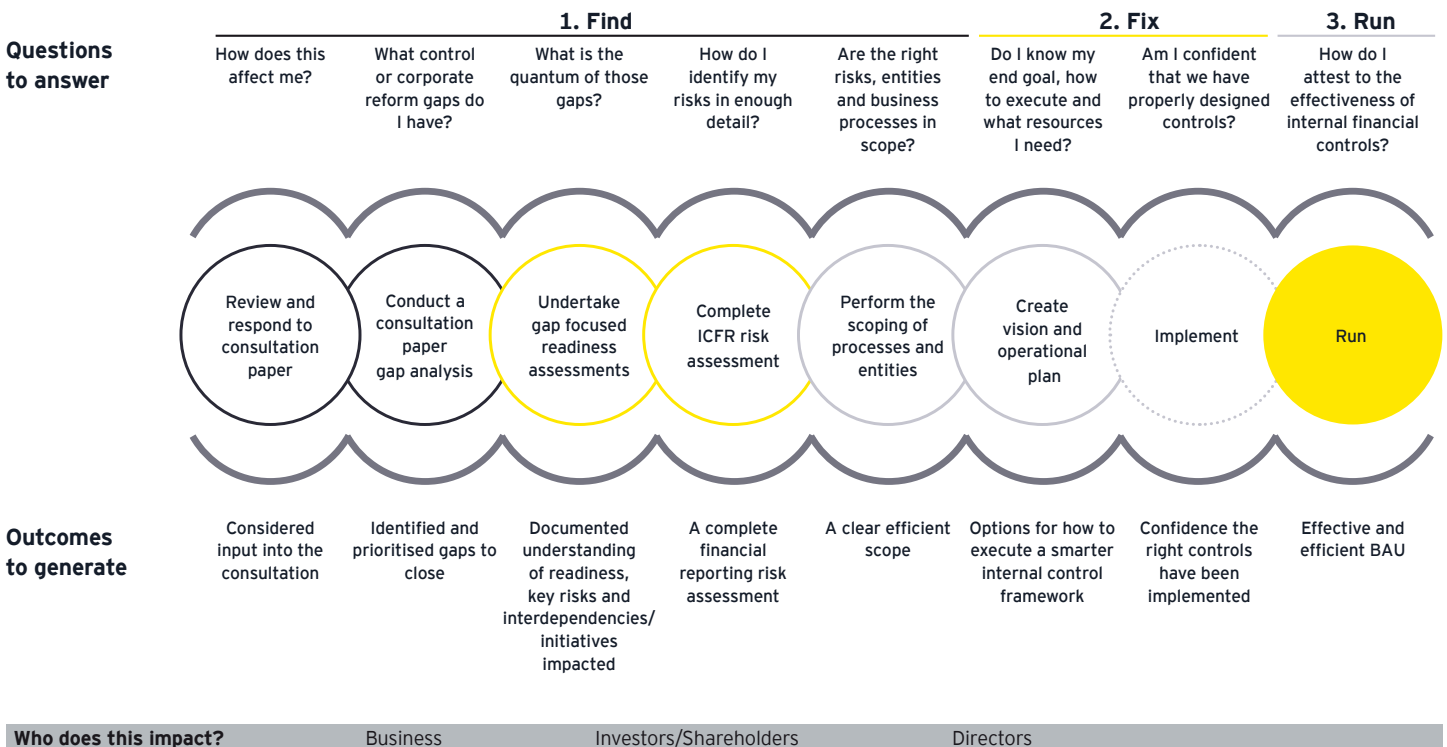 1. Find
2. Fix
3. Run
Questions
to answer
How does this
affect me?
What control
or corporate
reform gaps do
I have?
What is the
quantum of those
gaps?
How do I
identify my
risks in enough
detail?
Are the right
risks, entities
and business
processes in
scope?
Do I know my
end goal, how
to execute and
what resources
I need?
Am I confident
that we have
properly designed
controls?
How do I
attest to the
effectiveness of
internal financial
controls?
Review and
respond to
consultation
paper
Conduct a
consultation
paper
gap analysis
Undertake
gap focused
readiness
assessments
Complete
ICFR risk
assessment
Perform the
scoping of
processes and
entities
Create
vision and
operational
plan
Implement
Run
Outcomes
to generate
Considered
input into the
consultation
Identified and
prioritised gaps to
close
Documented
understanding
of readiness,
key risks and
interdependencies/
initiatives
impacted
A complete
financial
reporting risk
assessment
A clear efficient
scope
Options for how to
execute a smarter
internal control
framework
Confidence the
right controls
have been
implemented
Effective and
efficient BAU
Who does this impact? Business Investors/Shareholders Directors